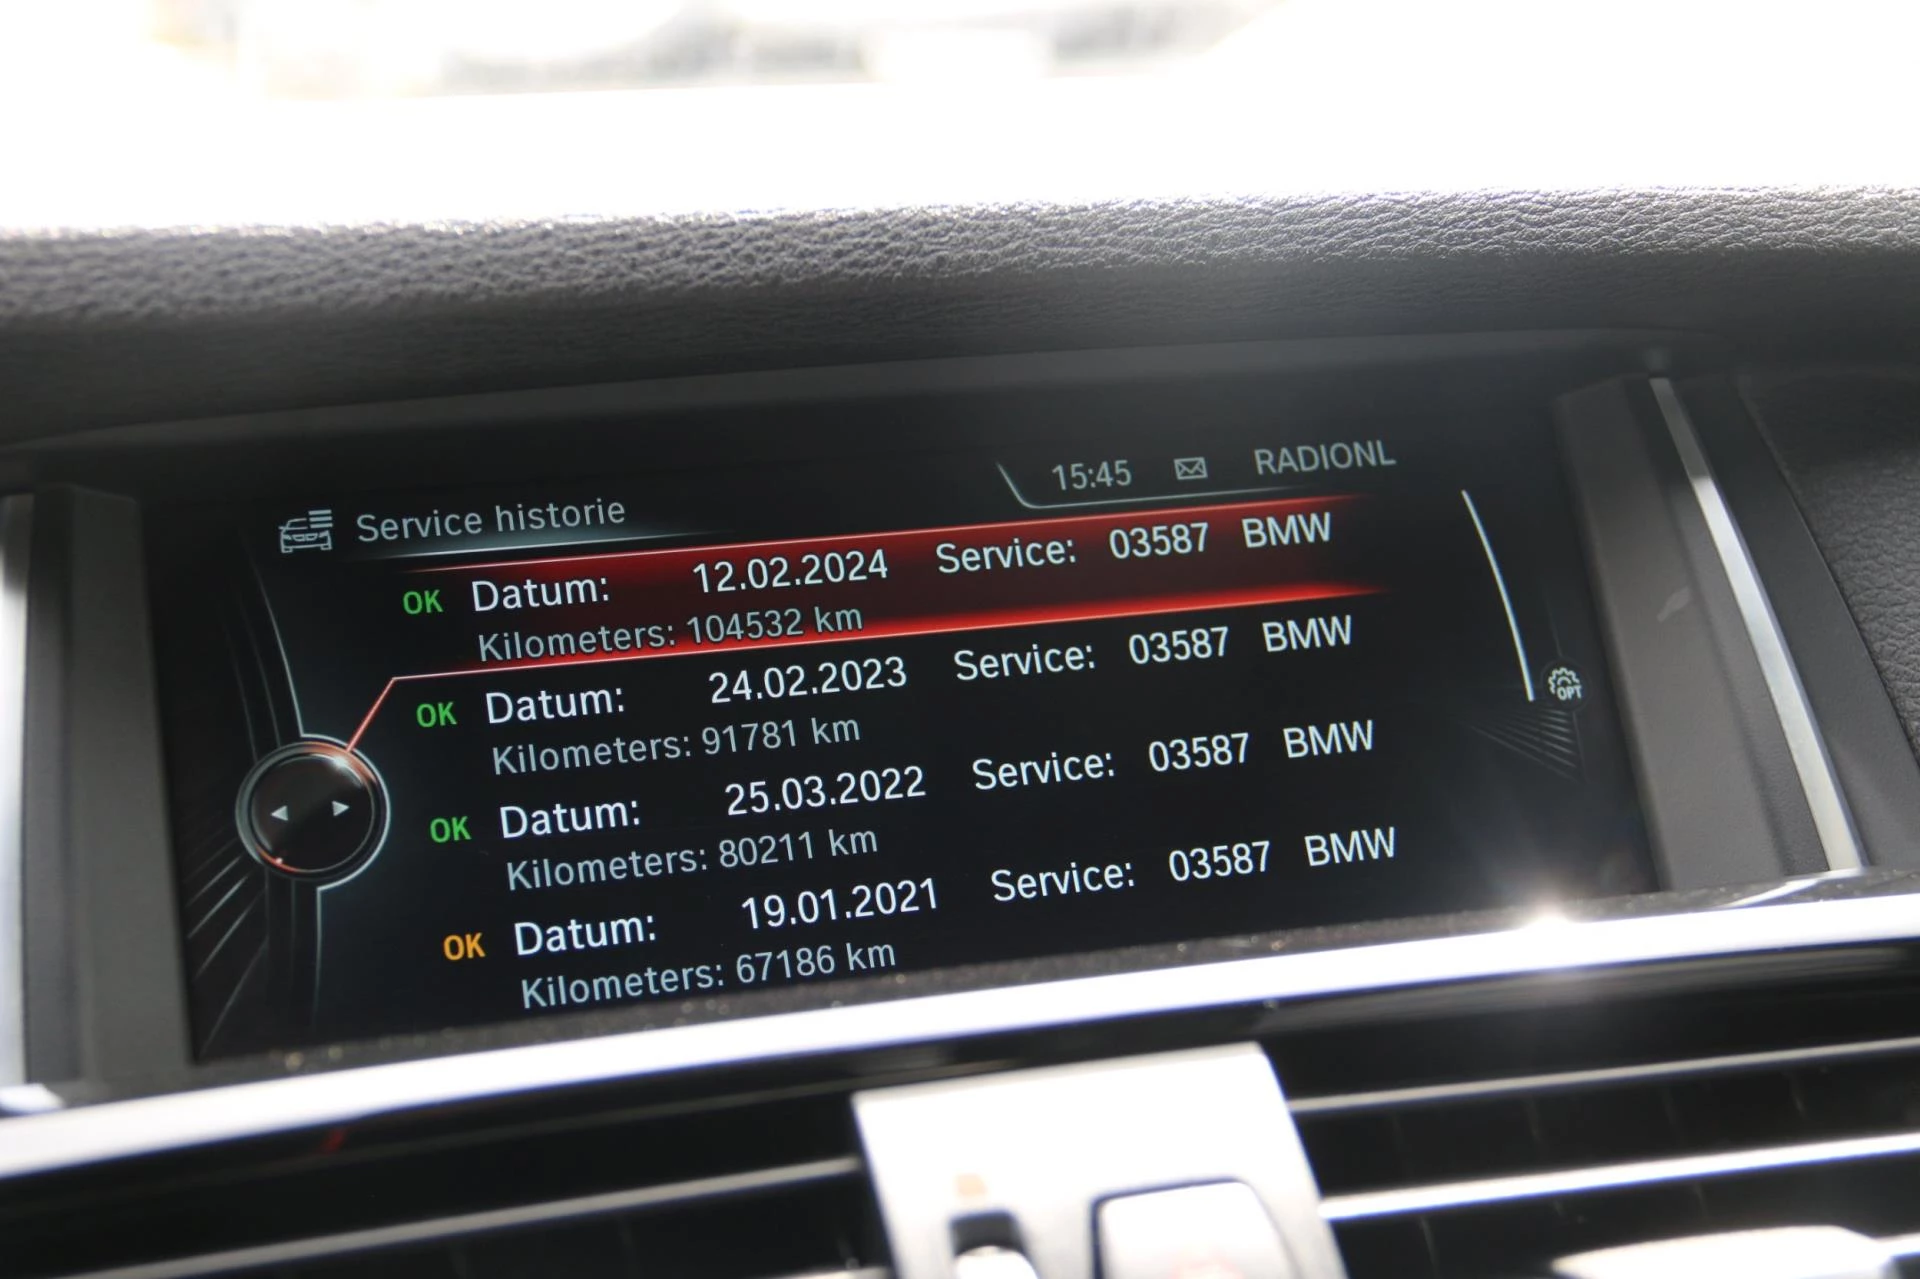 Service historie
15:45 RADIONL
OK Datum: 12.02.2024 Service: 03587 BMW
Kilometers: 104532 km
OK Datum: 24.02.2023 Service: 03587 BMW
Kilometers: 91781 km
OK Datum: 25.03.2022 Service: 03587 BMW
Kilometers: 80211 km
OK Datum: 19.01.2021 Service: 03587 BMW
Kilometers: 67186 km
OPT